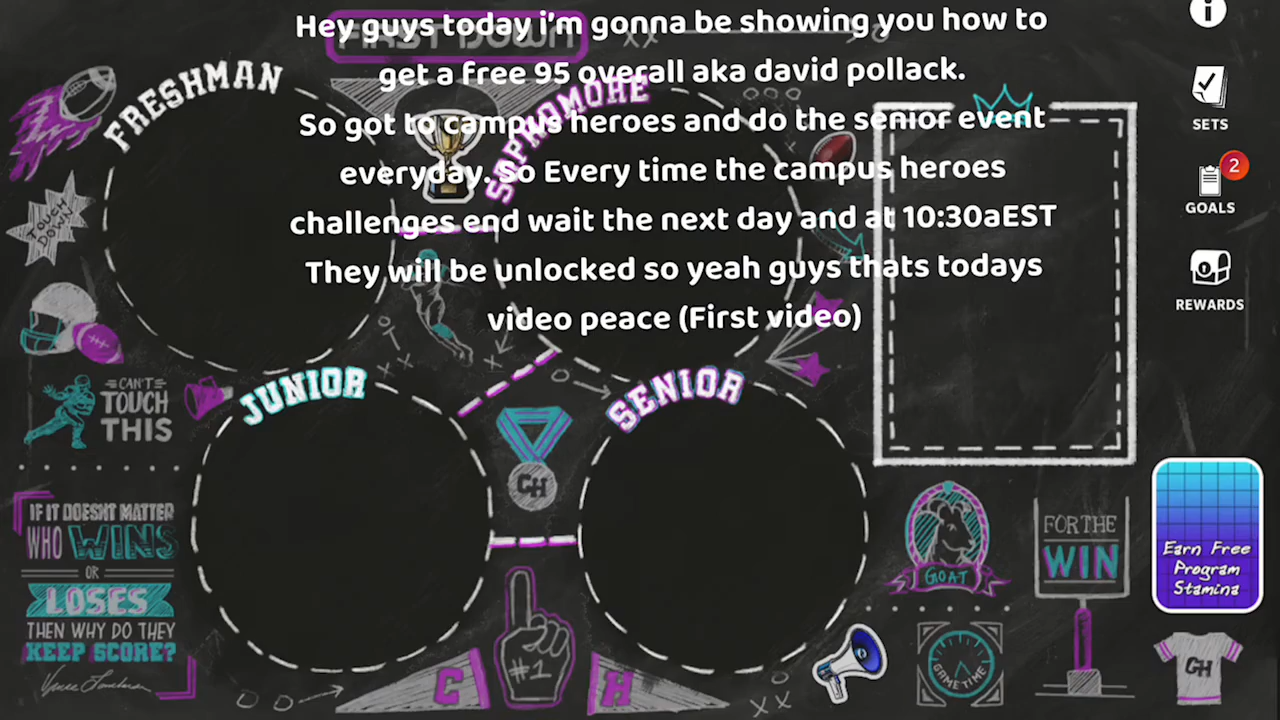 Hey guys today i'm gonna be showing you how to
get a free 95 overall aka david pollack.
So got to campus heroes and do the senior event
everyday. So Every time the campus heroes
challenges end wait the next day and at 10:30aEST
They will be unlocked so yeah guys thats todays
video peace (First video)
FIRST DOWN
FRESHMAN
SOPHOMORE
SETS
2
GOALS
REWARDS
TOUCH
DOWN
CAN'T
TOUCH
THIS
JUNIOR
SENIOR
CH
IF IT DOESN'T MATTER
WHO WINS
OR
LOSES
THEN WHY DO THEY
KEEP SCORE?
Vince Lombardi
#1
C
H
GOAT
FOR THE
WIN
GAME TIME
Earn Free
Program
Stamina
CH